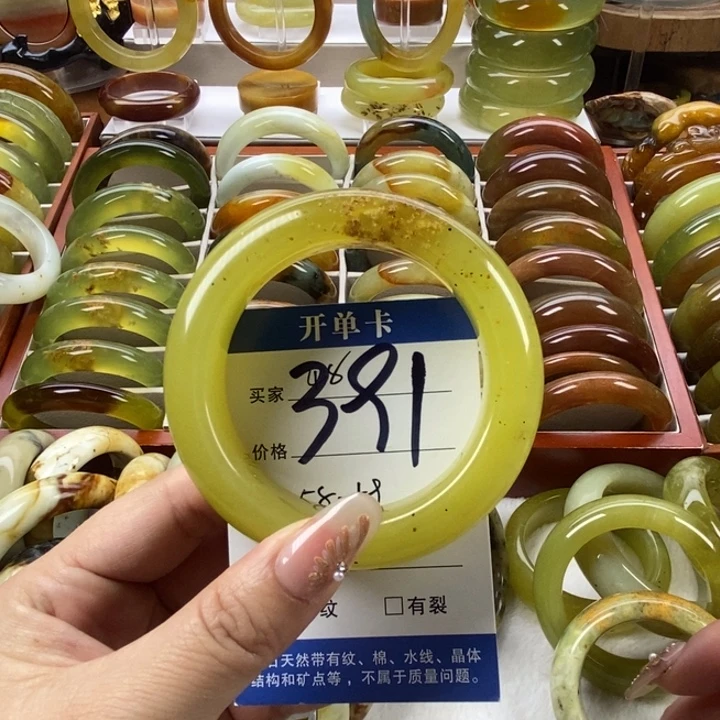 开单卡
买家
391
价格
58-18
纹 □有裂
天然带有纹、棉、水线、晶体
结构和矿点等，不属于质量问题。